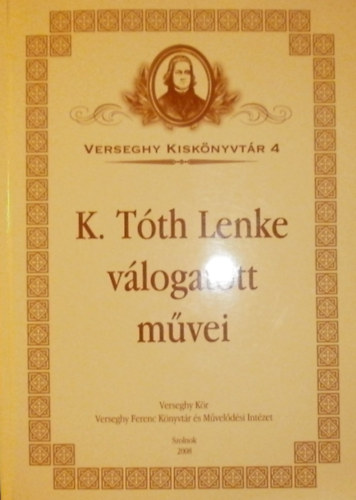 Verseghy Kiskönyvtár 4
K. Tóth Lenke
válogatott
művei
Verseghy Kör
Verseghy Ferenc Könyvtár és Művelődési Intézet
Szolnok
2008